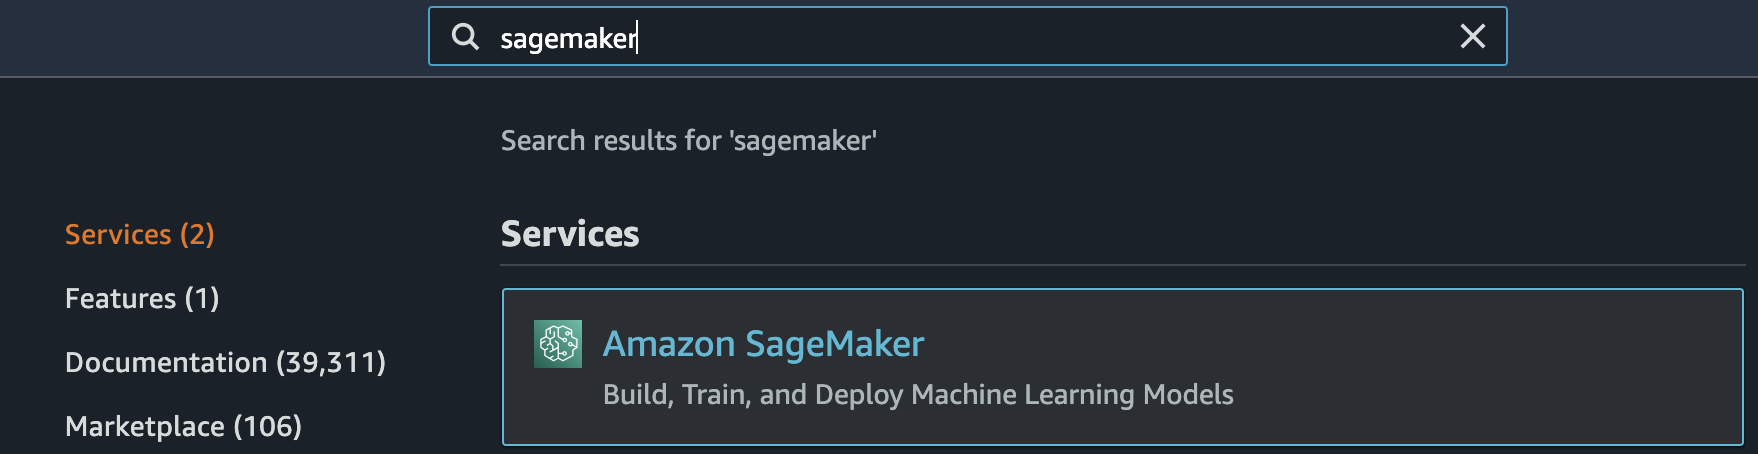 sagemaker
Search results for 'sagemaker'
Services (2)
Features (1)
Documentation (39,311)
Marketplace (106)
Services
Amazon SageMaker
Build, Train, and Deploy Machine Learning Models